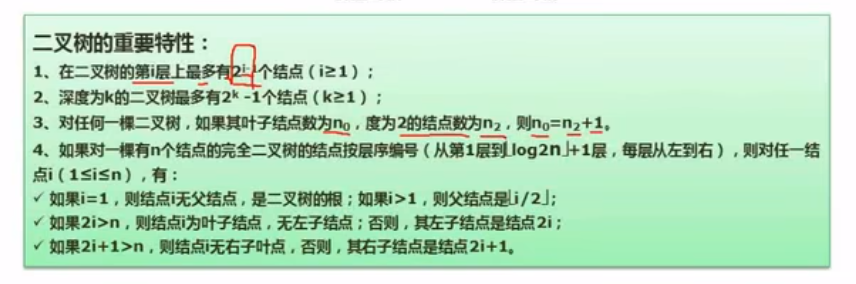 二叉树的重要特性：
1、在二叉树的第i层上最多有2ⁱ⁻¹个结点（i≥1）；
2、深度为k的二叉树最多有2ᵏ -1个结点（k≥1）；
3、对任何一棵二叉树，如果其叶子结点数为n₀，度为2的结点数为n₂，则n₀=n₂+1。
4、如果对一棵有n个结点的完全二叉树的结点按层序编号（从第1层到⌊log2n⌋+1层，每层从左到右），则对任一结
点i（1≤i≤n），有：
✓ 如果i=1，则结点i无父结点，是二叉树的根；如果i>1，则父结点是⌊i/2⌋；
✓ 如果2i>n，则结点i为叶子结点，无左子结点；否则，其左子结点是结点2i；
✓ 如果2i+1>n，则结点i无右子叶点，否则，其右子结点是结点2i+1。